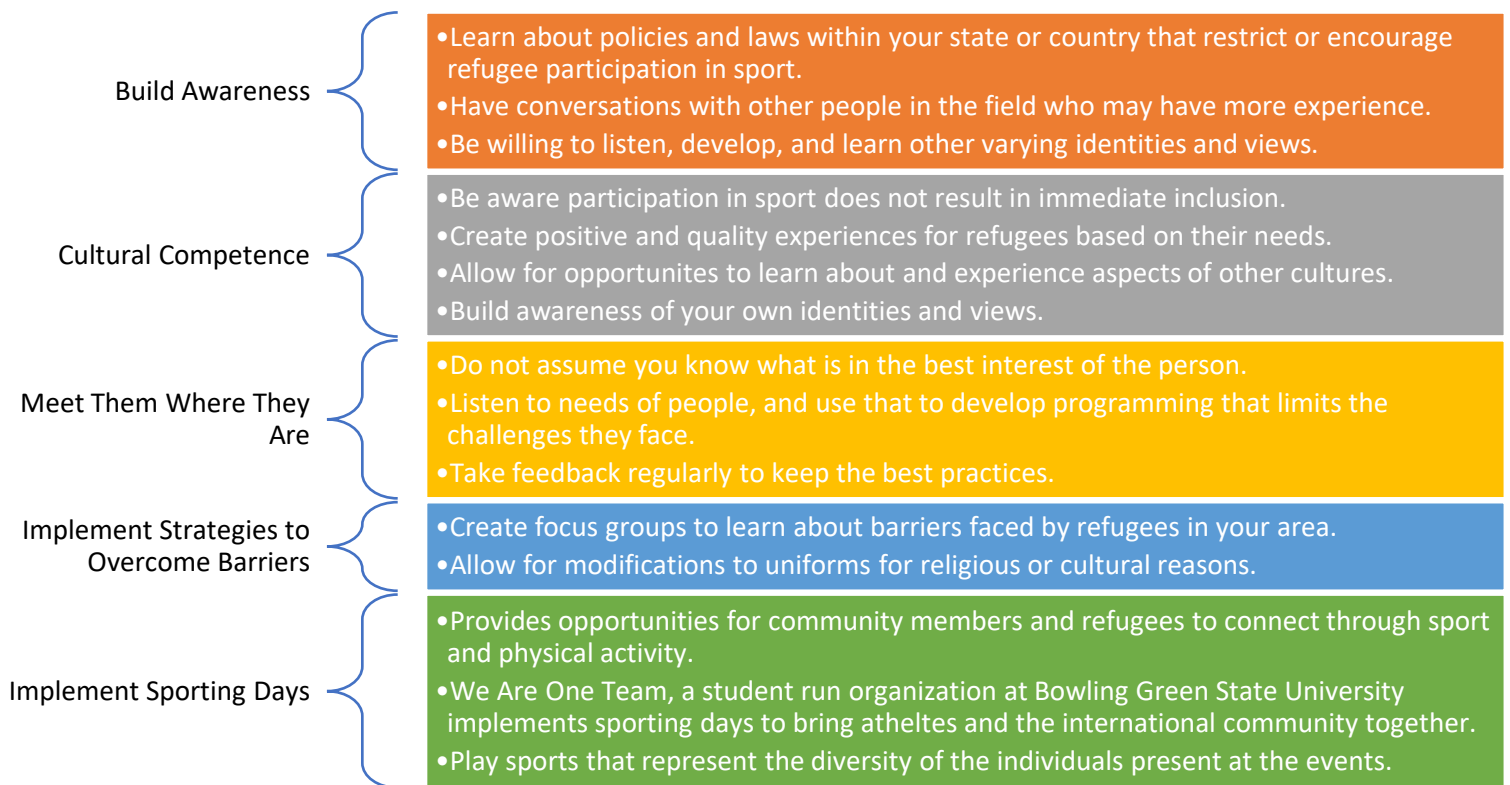 Build Awareness
•Learn about policies and laws within your state or country that restrict or encourage
refugee participation in sport.
•Have conversations with other people in the field who may have more experience.
•Be willing to listen, develop, and learn other varying identities and views.
Cultural Competence
•Be aware participation in sport does not result in immediate inclusion.
•Create positive and quality experiences for refugees based on their needs.
•Allow for opportunites to learn about and experience aspects of other cultures.
•Build awareness of your own identities and views.
Meet Them Where They
Are
•Do not assume you know what is in the best interest of the person.
•Listen to needs of people, and use that to develop programming that limits the
challenges they face.
•Take feedback regularly to keep the best practices.
Implement Strategies to
Overcome Barriers
•Create focus groups to learn about barriers faced by refugees in your area.
•Allow for modifications to uniforms for religious or cultural reasons.
Implement Sporting Days
•Provides opportunities for community members and refugees to connect through sport
and physical activity.
•We Are One Team, a student run organization at Bowling Green State University
implements sporting days to bring atheltes and the international community together.
•Play sports that represent the diversity of the individuals present at the events.